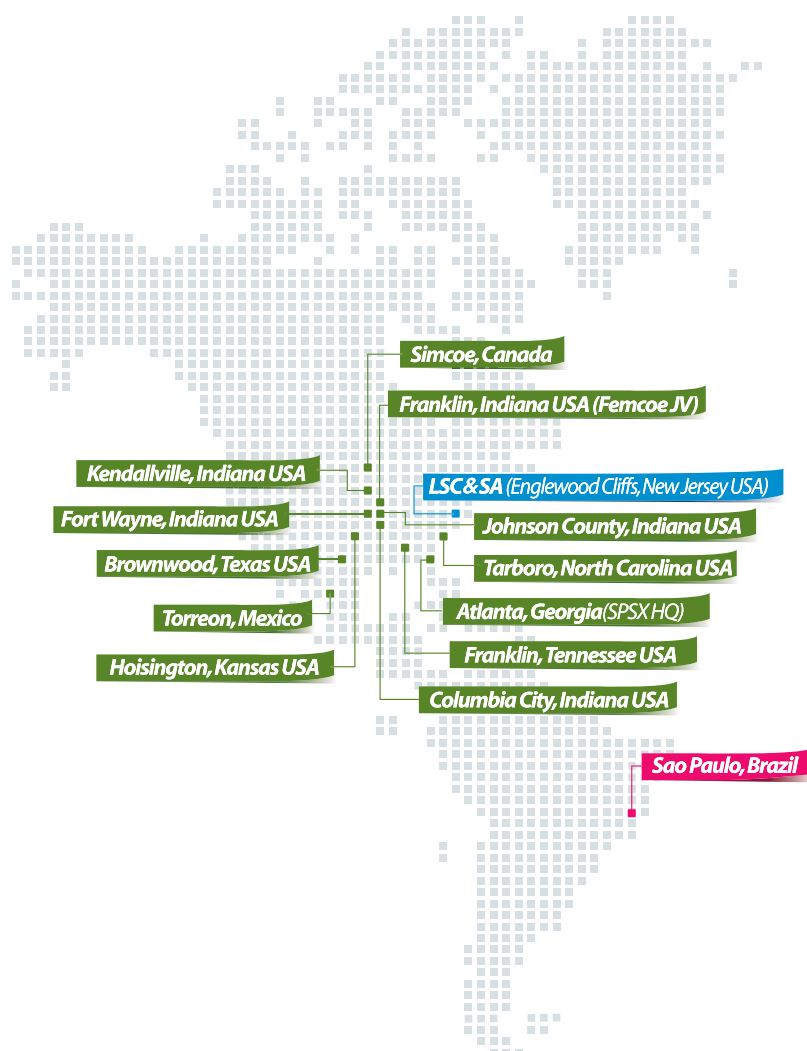 Simcoe, Canada
Franklin, Indiana USA (Femcoe JV)
Kendallville, Indiana USA
LSC & SA (Englewood Cliffs, New Jersey USA)
Fort Wayne, Indiana USA
Johnson County, Indiana USA
Brownwood, Texas USA
Tarboro, North Carolina USA
Torreon, Mexico
Atlanta, Georgia (SPSX HQ)
Hoisington, Kansas USA
Franklin, Tennessee USA
Columbia City, Indiana USA
Sao Paulo, Brazil